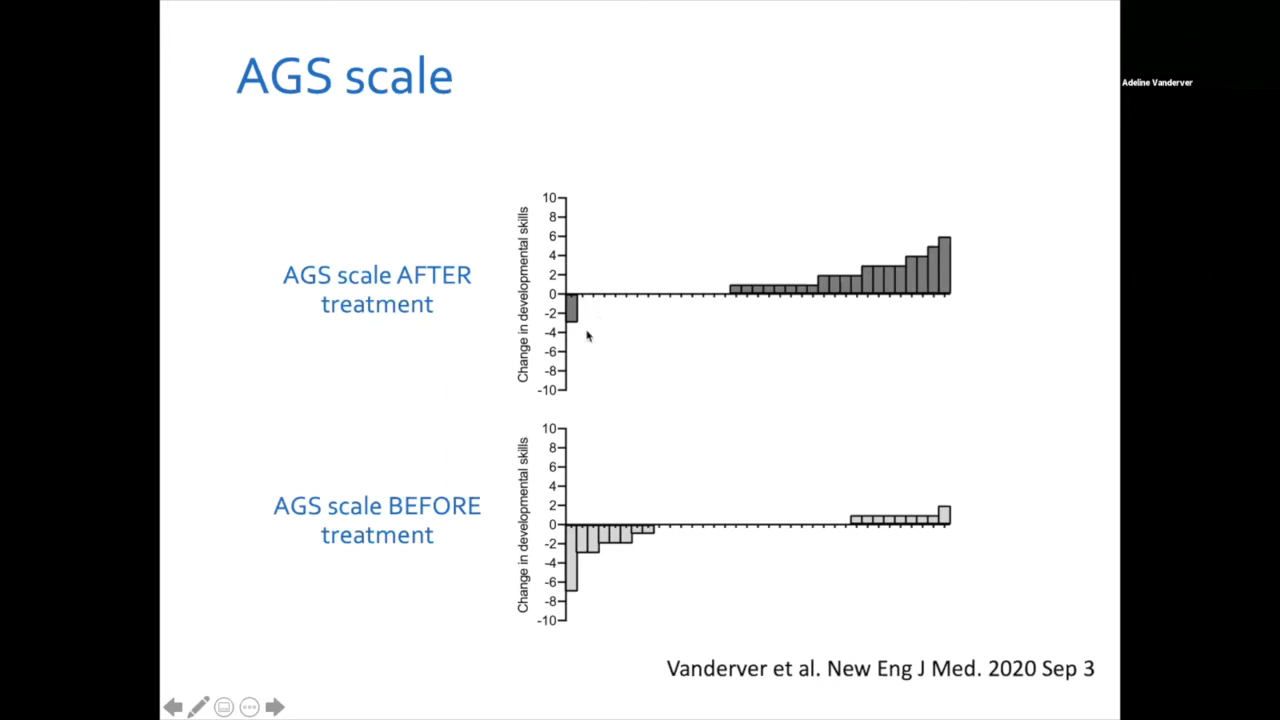 AGS scale
Adeline Vanderver
AGS scale AFTER
treatment
Change in developmental skills
10
8
6
4
2
0
-2
-4
-6
-8
-10
AGS scale BEFORE
treatment
Change in developmental skills
10
8
6
4
2
0
-2
-4
-6
-8
-10
Vanderver et al. New Eng J Med. 2020 Sep 3